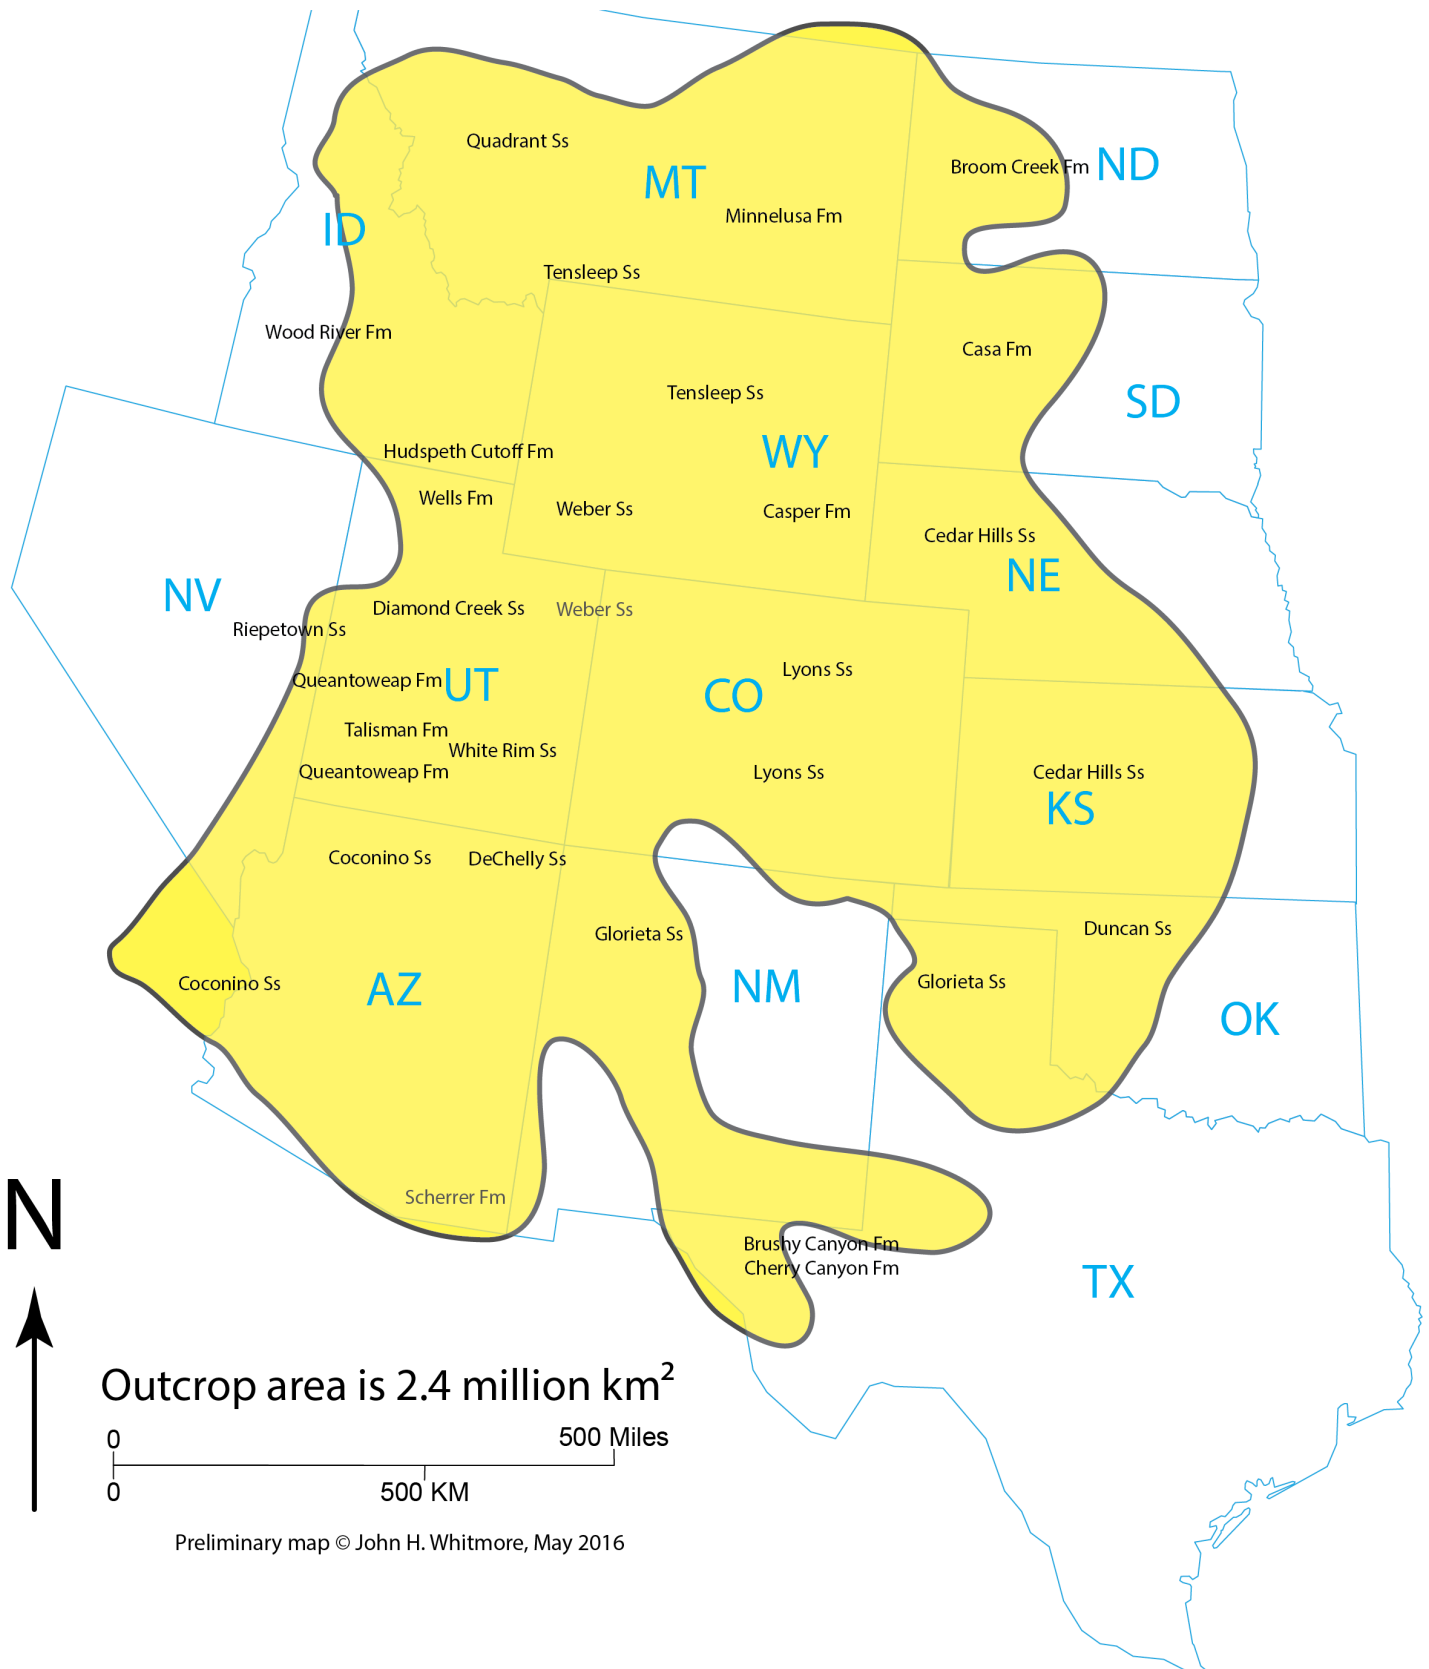 Quadrant Ss
MT
Broom Creek Fm
ND
Minnelusa Fm
ID
Tensleep Ss
Wood River Fm
Casa Fm
Tensleep Ss
SD
WY
Hudspeth Cutoff Fm
Wells Fm
Weber Ss
Casper Fm
Cedar Hills Ss
NE
NV
Diamond Creek Ss
Weber Ss
Riepetown Ss
Queantoweap Fm
UT
CO
Lyons Ss
Talisman Fm
White Rim Ss
Queantoweap Fm
Lyons Ss
Cedar Hills Ss
KS
Coconino Ss
DeChelly Ss
Glorieta Ss
Duncan Ss
Coconino Ss
AZ
NM
Glorieta Ss
OK
Scherrer Fm
N
Brushy Canyon Fm
Cherry Canyon Fm
TX
Outcrop area is 2.4 million km²
0
500 Miles
0
500 KM
Preliminary map © John H. Whitmore, May 2016